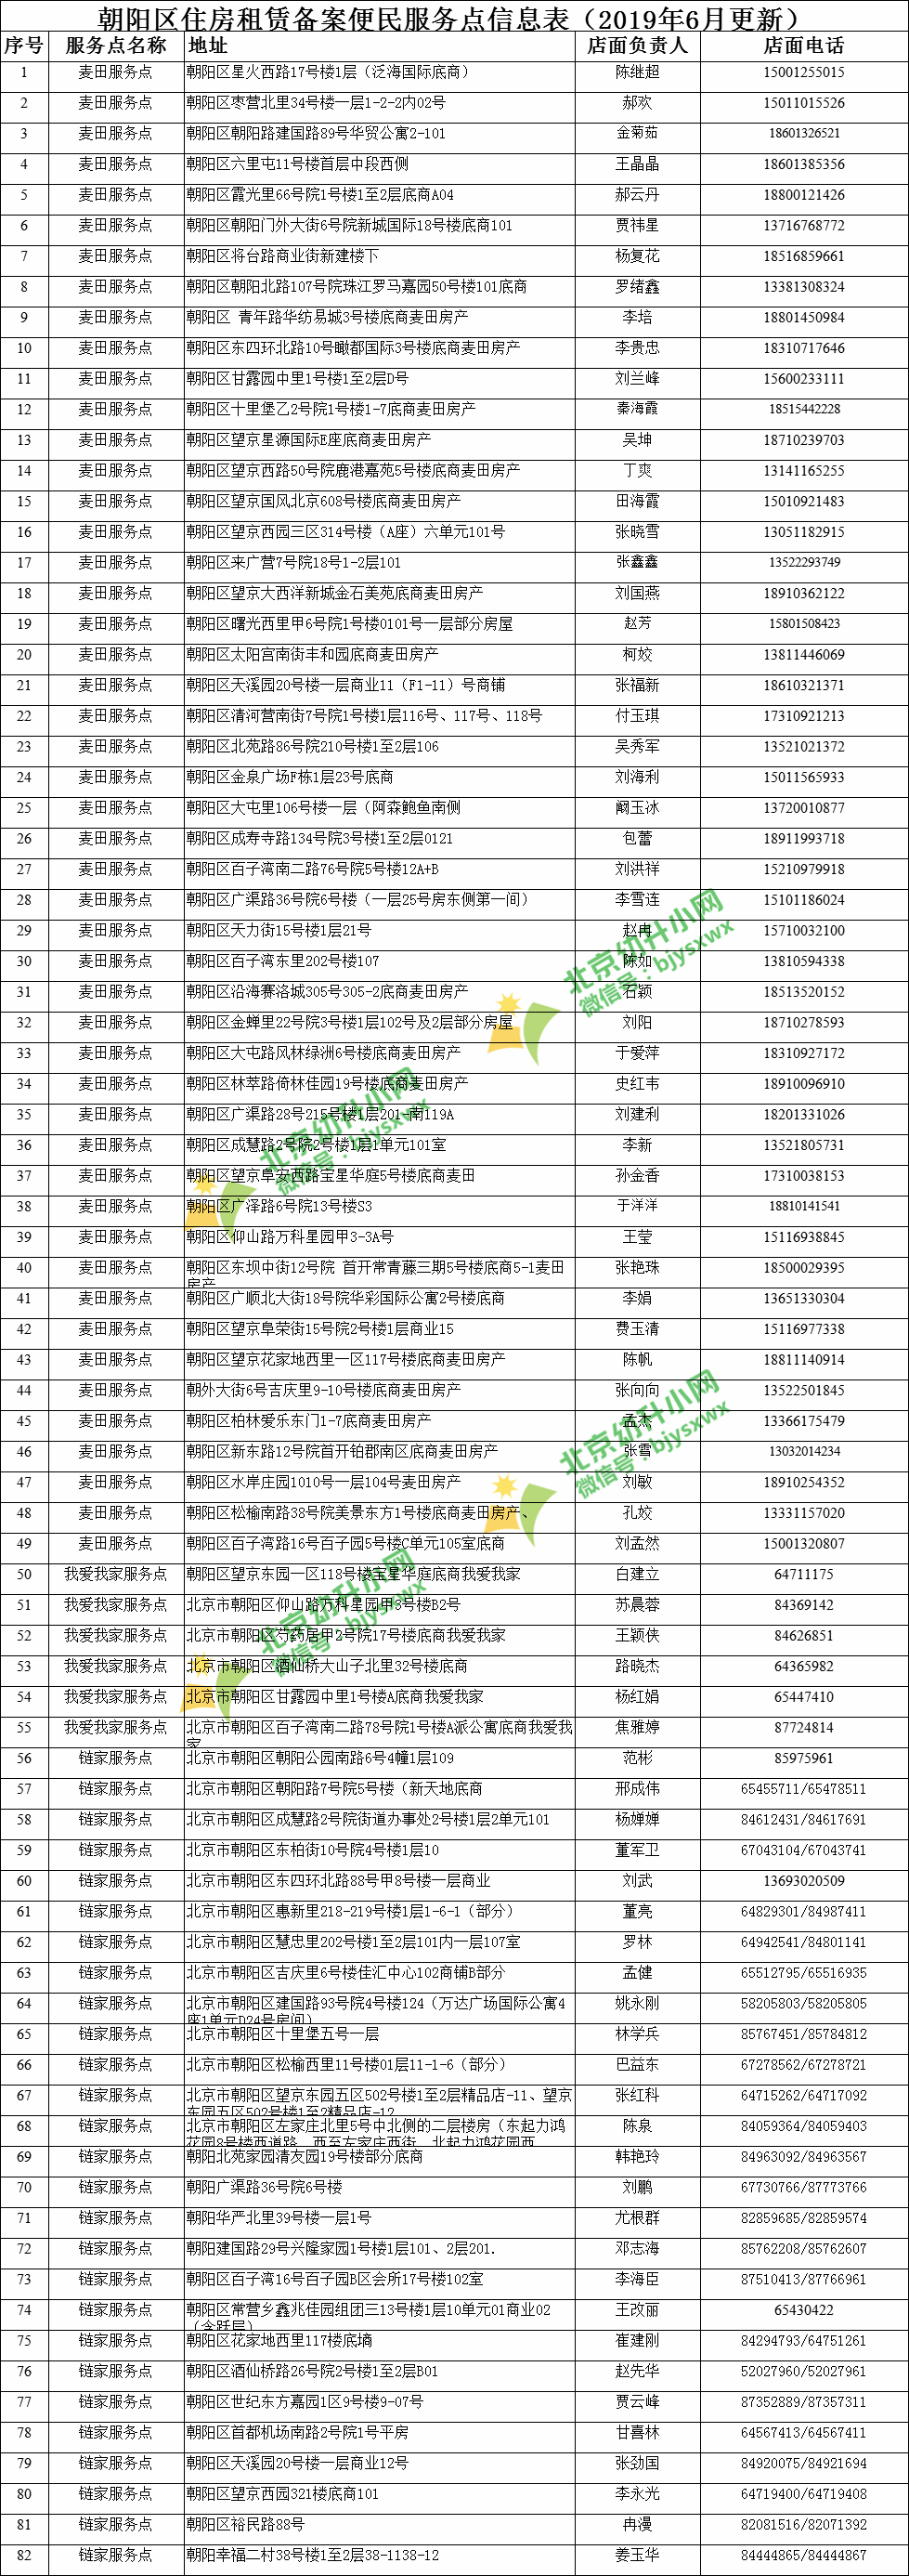 朝阳区住房租赁备案便民服务点信息表（2019年6月更新）
序号 服务点名称 地址 店面负责人 店面电话
1 麦田服务点 朝阳区星火西路17号楼1层（泛海国际底商） 陈继超 15001255015
2 麦田服务点 朝阳区枣营北里34号楼一层1-2-2内02号 郝欢 15011015526
3 麦田服务点 朝阳区朝阳路建国路89号华贸公寓2-101 金菊茹 18601326521
4 麦田服务点 朝阳区六里屯11号楼首层中段西侧 王晶晶 18601385356
5 麦田服务点 朝阳区霞光里66号院1号楼1至2层底商A04 郝云丹 18800121426
6 麦田服务点 朝阳区朝阳门外大街6号院新城国际18号楼底商101 贾祎星 13716768772
7 麦田服务点 朝阳区将台路商业街新建楼下 杨复花 18516859661
8 麦田服务点 朝阳区朝阳北路107号院珠江罗马嘉园50号楼101底商 罗绪鑫 13381308324
9 麦田服务点 朝阳区 青年路华纺易城3号楼底商麦田房产 李培 18801450984
10 麦田服务点 朝阳区东四环北路10号瞰都国际3号楼底商麦田房产 李贵忠 18310717646
11 麦田服务点 朝阳区甘露园中里1号楼1至2层D号 刘兰峰 15600233111
12 麦田服务点 朝阳区十里堡乙2号院1号楼1-7底商麦田房产 秦海霞 18515442228
13 麦田服务点 朝阳区望京星源国际E座底商麦田房产 吴坤 18710239703
14 麦田服务点 朝阳区望京西路50号院鹿港嘉苑5号楼底商麦田房产 丁爽 13141165255
15 麦田服务点 朝阳区望京国风北京608号楼底商麦田房产 田海霞 15010921483
16 麦田服务点 朝阳区望京西园三区314号楼（A座）六单元101号 张晓雪 13051182915
17 麦田服务点 朝阳区来广营7号院18号1-2层101 张鑫鑫 13522293749
18 麦田服务点 朝阳区望京大西洋新城金石美苑底商麦田房产 刘国燕 18910362122
19 麦田服务点 朝阳区曙光西里甲6号院1号楼0101号一层部分房屋 赵芳 15801508423
20 麦田服务点 朝阳区太阳宫南街丰和园底商麦田房产 柯姣 13811446069
21 麦田服务点 朝阳区天溪园20号楼一层商业11（F1-11）号商铺 张福新 18610321371
22 麦田服务点 朝阳区清河营南街7号院1号楼1层116号、117号、118号 付玉琪 17310921213
23 麦田服务点 朝阳区北苑路86号院210号楼1至2层106 吴秀军 13521021372
24 麦田服务点 朝阳区金泉广场F栋1层23号底商 刘海利 15011565933
25 麦田服务点 朝阳区大屯里106号楼一层（阿森鲍鱼南侧 阚玉冰 13720010877
26 麦田服务点 朝阳区成寿寺路134号院3号楼1至2层0121 包蕾 18911993718
27 麦田服务点 朝阳区百子湾南二路76号院5号楼12A+B 刘洪祥 15210979918
28 麦田服务点 朝阳区广渠路36号院6号楼（一层25号房东侧第一间） 李雪连 15101186024
29 麦田服务点 朝阳区天力街15号楼1层21号 赵冉 15710032100
30 麦田服务点 朝阳区百子湾东里202号楼107 陈如 13810594338
31 麦田服务点 朝阳区沿海赛洛城305号305-2底商麦田房产 石颖 18513520152
32 麦田服务点 朝阳区金蝉里22号院3号楼1层102号及2层部分房屋 刘阳 18710278593
33 麦田服务点 朝阳区大屯路风林绿洲6号楼底商麦田房产 于爱萍 18310927172
34 麦田服务点 朝阳区林萃路倚林佳园19号楼底商麦田房产 史红韦 18910096910
35 麦田服务点 朝阳区广渠路28号215号楼1层201-南119A 刘建利 18201331026
36 麦田服务点 朝阳区成慧路2号院2号楼1层1单元101室 李新 13521805731
37 麦田服务点 朝阳区望京阜安西路宝星华庭5号楼底商麦田 孙金香 17310038153
38 麦田服务点 朝阳区广泽路6号院13号楼S3 于洋洋 18810141541
39 麦田服务点 朝阳区仰山路万科星园甲3-3A号 王莹 15116938845
40 麦田服务点 朝阳区东坝中街12号院 首开常青藤三期5号楼底商5-1麦田房产 张艳珠 18500029395
41 麦田服务点 朝阳区广顺北大街18号院华彩国际公寓2号楼底商 李娟 13651330304
42 麦田服务点 朝阳区望京阜荣街15号院2号楼1层商业15 费玉清 15116977338
43 麦田服务点 朝阳区望京花家地西里一区117号楼底商麦田房产 陈帆 18811140914
44 麦田服务点 朝外大街6号吉庆里9-10号楼底商麦田房产 张向向 13522501845
45 麦田服务点 朝阳区柏林爱乐东门1-7底商麦田房产 孟杰 13366175479
46 麦田服务点 朝阳区新东路12号院首开铂郡南区底商麦田房产 张雪 13032014234
47 麦田服务点 朝阳区水岸庄园1010号一层104号麦田房产 刘敏 18910254352
48 麦田服务点 朝阳区松榆南路38号院美景东方1号楼底商麦田房产、 孔姣 13331157020
49 麦田服务点 朝阳区百子湾路16号百子园5号楼C单元105室底商 刘孟然 15001320807
50 我爱我家服务点 朝阳区望京东园一区118号楼宝星华庭底商我爱我家 白建立 64711175
51 我爱我家服务点 北京市朝阳区仰山路万科星园甲3号楼B2号 苏晨蓉 84369142
52 我爱我家服务点 北京市朝阳区芍药居甲2号院17号楼底商我爱我家 王颖侠 84626851
53 我爱我家服务点 北京市朝阳区酒仙桥大山子北里32号楼底商 路晓杰 64365982
54 我爱我家服务点 北京市朝阳区甘露园中里1号楼A底商我爱我家 杨红娟 65447410
55 我爱我家服务点 北京市朝阳区百子湾南二路78号院1号楼A派公寓底商我爱我家 焦雅婷 87724814
56 链家服务点 北京市朝阳区朝阳公园南路6号4幢1层109 范彬 85975961
57 链家服务点 北京市朝阳区朝阳路7号院5号楼（新天地底商 邢成伟 65455711/65478511
58 链家服务点 北京市朝阳区成慧路2号院街道办事处2号楼1层2单元101 杨婵婵 84612431/84617691
59 链家服务点 北京市朝阳区东柏街10号院4号楼1层10 董军卫 67043104/67043741
60 链家服务点 北京市朝阳区东四环北路88号甲8号楼一层商业 刘武 13693020509
61 链家服务点 北京市朝阳区惠新里218-219号楼1层1-6-1（部分） 董亮 64829301/84987411
62 链家服务点 北京市朝阳区慧忠里202号楼1至2层101内一层107室 罗林 64942541/84801141
63 链家服务点 北京市朝阳区吉庆里6号楼佳汇中心102商铺B部分 孟健 65512795/65516935
64 链家服务点 北京市朝阳区建国路93号院4号楼124（万达广场国际公寓4座1单元D24号房间） 姚永刚 58205803/58205805
65 链家服务点 北京市朝阳区十里堡五号一层 林学兵 85767451/85784812
66 链家服务点 北京市朝阳区松榆西里11号楼01层11-1-6（部分） 巴益东 67278562/67278721
67 链家服务点 北京市朝阳区望京东园五区502号楼1至2层精品店-11、望京东园五区502号楼1至2精品店-12 张红科 64715262/64717092
68 链家服务点 北京市朝阳区左家庄北里5号中北侧的二层楼房（东起力鸿花园8号楼西道路，西至左家庄西街，北起力鸿花园西 陈泉 84059364/84059403
69 链家服务点 朝阳北苑家园清友园19号楼部分底商 韩艳玲 84963092/84963567
70 链家服务点 朝阳广渠路36号院6号楼 刘鹏 67730766/87773766
71 链家服务点 朝阳华严北里39号楼一层1号 尤根群 82859685/82859574
72 链家服务点 朝阳建国路29号兴隆家园1号楼1层101、2层201. 邓志海 85762208/85762607
73 链家服务点 朝阳区百子湾16号百子园B区会所17号楼102室 李海臣 87510413/87766961
74 链家服务点 朝阳区常营乡鑫兆佳园组团三13号楼1层10单元01商业02（含跃层） 王改丽 65430422
75 链家服务点 朝阳区花家地西里117楼底墒 崔建刚 84294793/64751261
76 链家服务点 朝阳区酒仙桥路26号院2号楼1至2层B01 赵先华 52027960/52027961
77 链家服务点 朝阳区世纪东方嘉园1区9号楼9-07号 贾云峰 87352889/87357311
78 链家服务点 朝阳区首都机场南路2号院1号平房 甘喜林 64567413/64567411
79 链家服务点 朝阳区天溪园20号楼一层商业12号 张劲国 84920075/84921694
80 链家服务点 朝阳区望京西园321楼底商101 李永光 64719400/64719408
81 链家服务点 朝阳区裕民路88号 冉漫 82081516/82071392
82 链家服务点 朝阳幸福二村38号楼1至2层38-1138-12 姜玉华 84444865/84444867
北京幼升小网
微信号：bjysxwx
北京幼升小网
微信号：bjysxwx
北京幼升小网
微信号：bjysxwx
北京幼升小网
微信号：bjysxwx